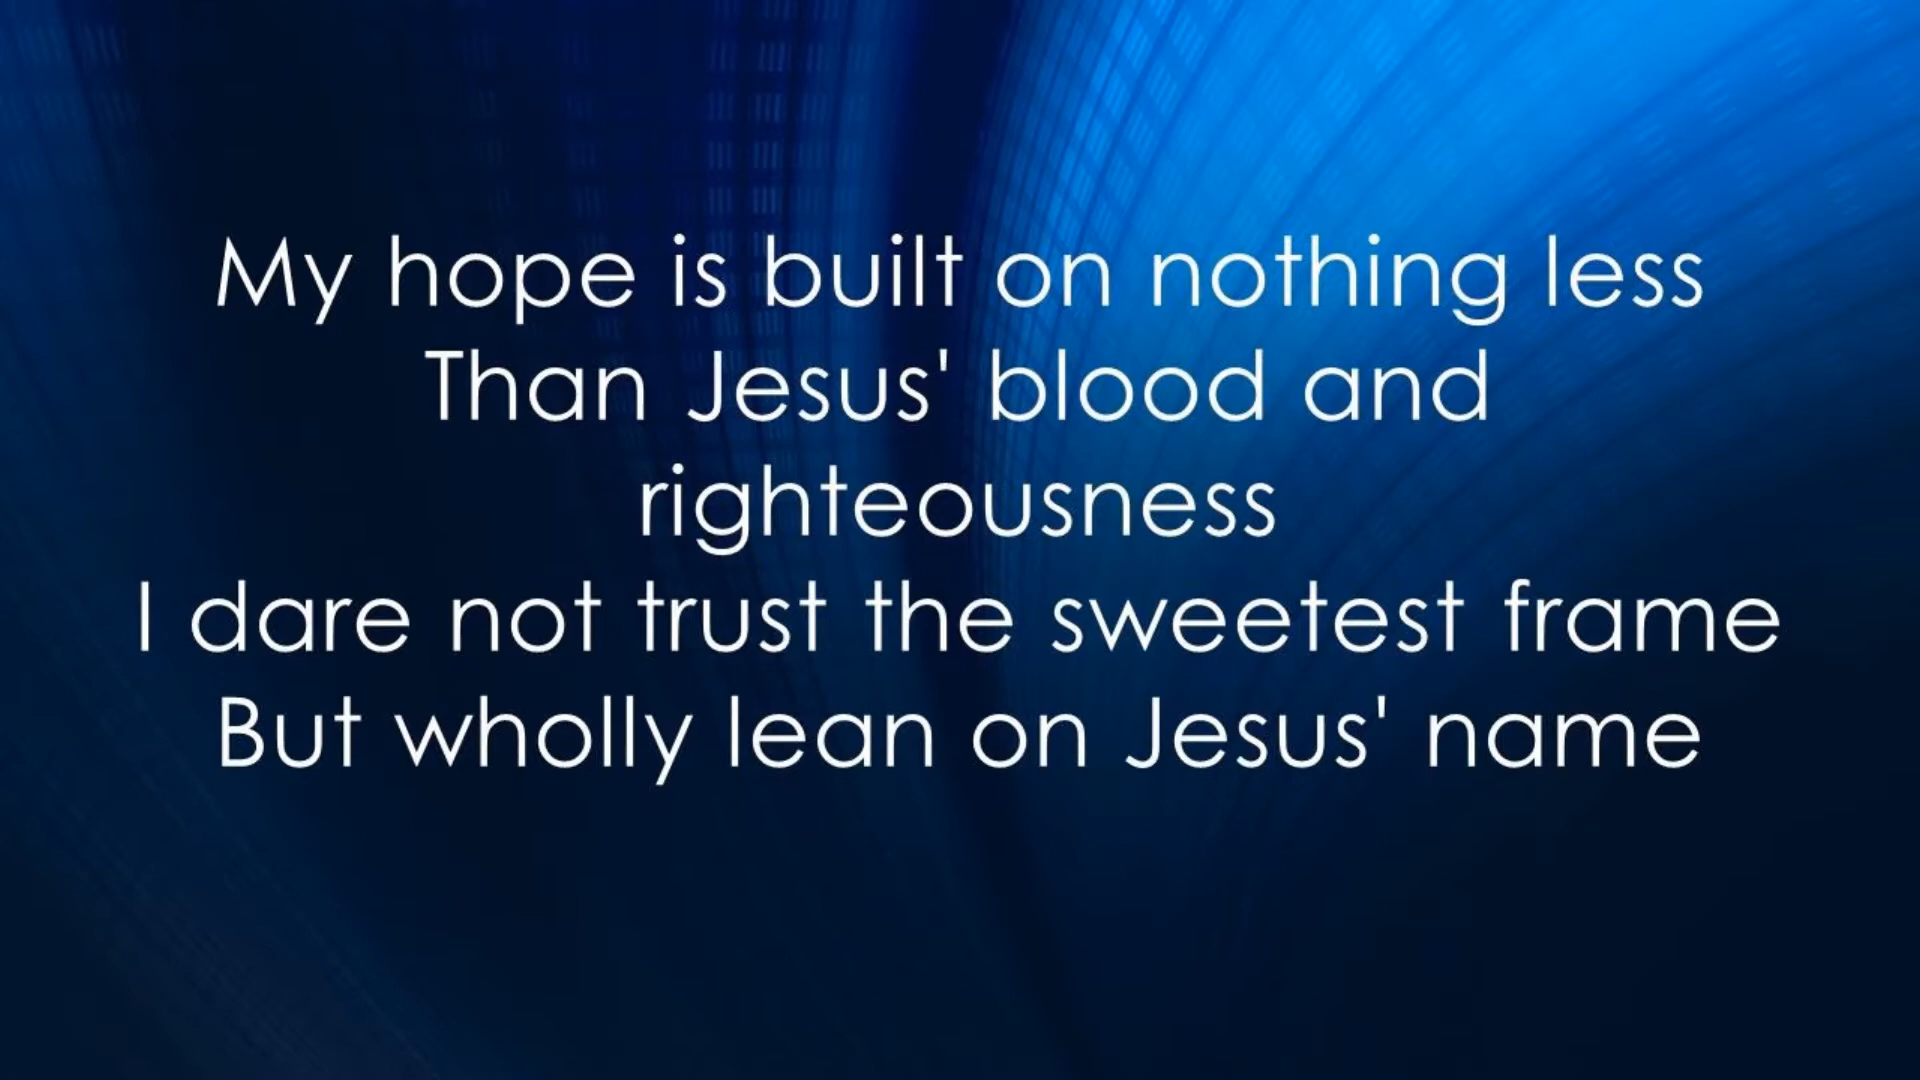 My hope is built on nothing less
Than Jesus' blood and
righteousness
I dare not trust the sweetest frame
But wholly lean on Jesus' name